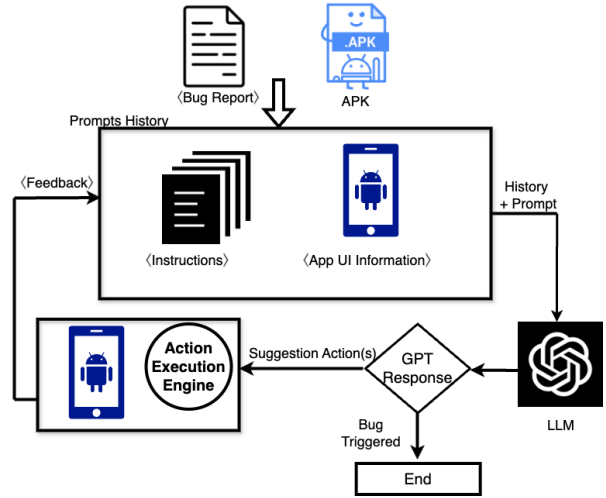 〈Bug Report〉
.APK
APK
Prompts History
〈Feedback〉
History
+ Prompt
〈Instructions〉
〈App UI Information〉
Action
Execution
Engine
Suggestion Action(s)
GPT
Response
LLM
Bug
Triggered
End